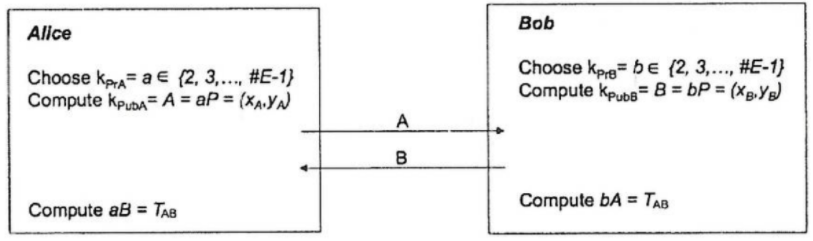 Alice
Choose kPrA= a ∈ {2, 3,..., #E-1}
Compute kPubA= A = aP = (xA,yA)
Compute aB = TAB
A
B
Bob
Choose kPrB= b ∈ {2, 3,..., #E-1}
Compute kPubB= B = bP = (xB,yB)
Compute bA = TAB